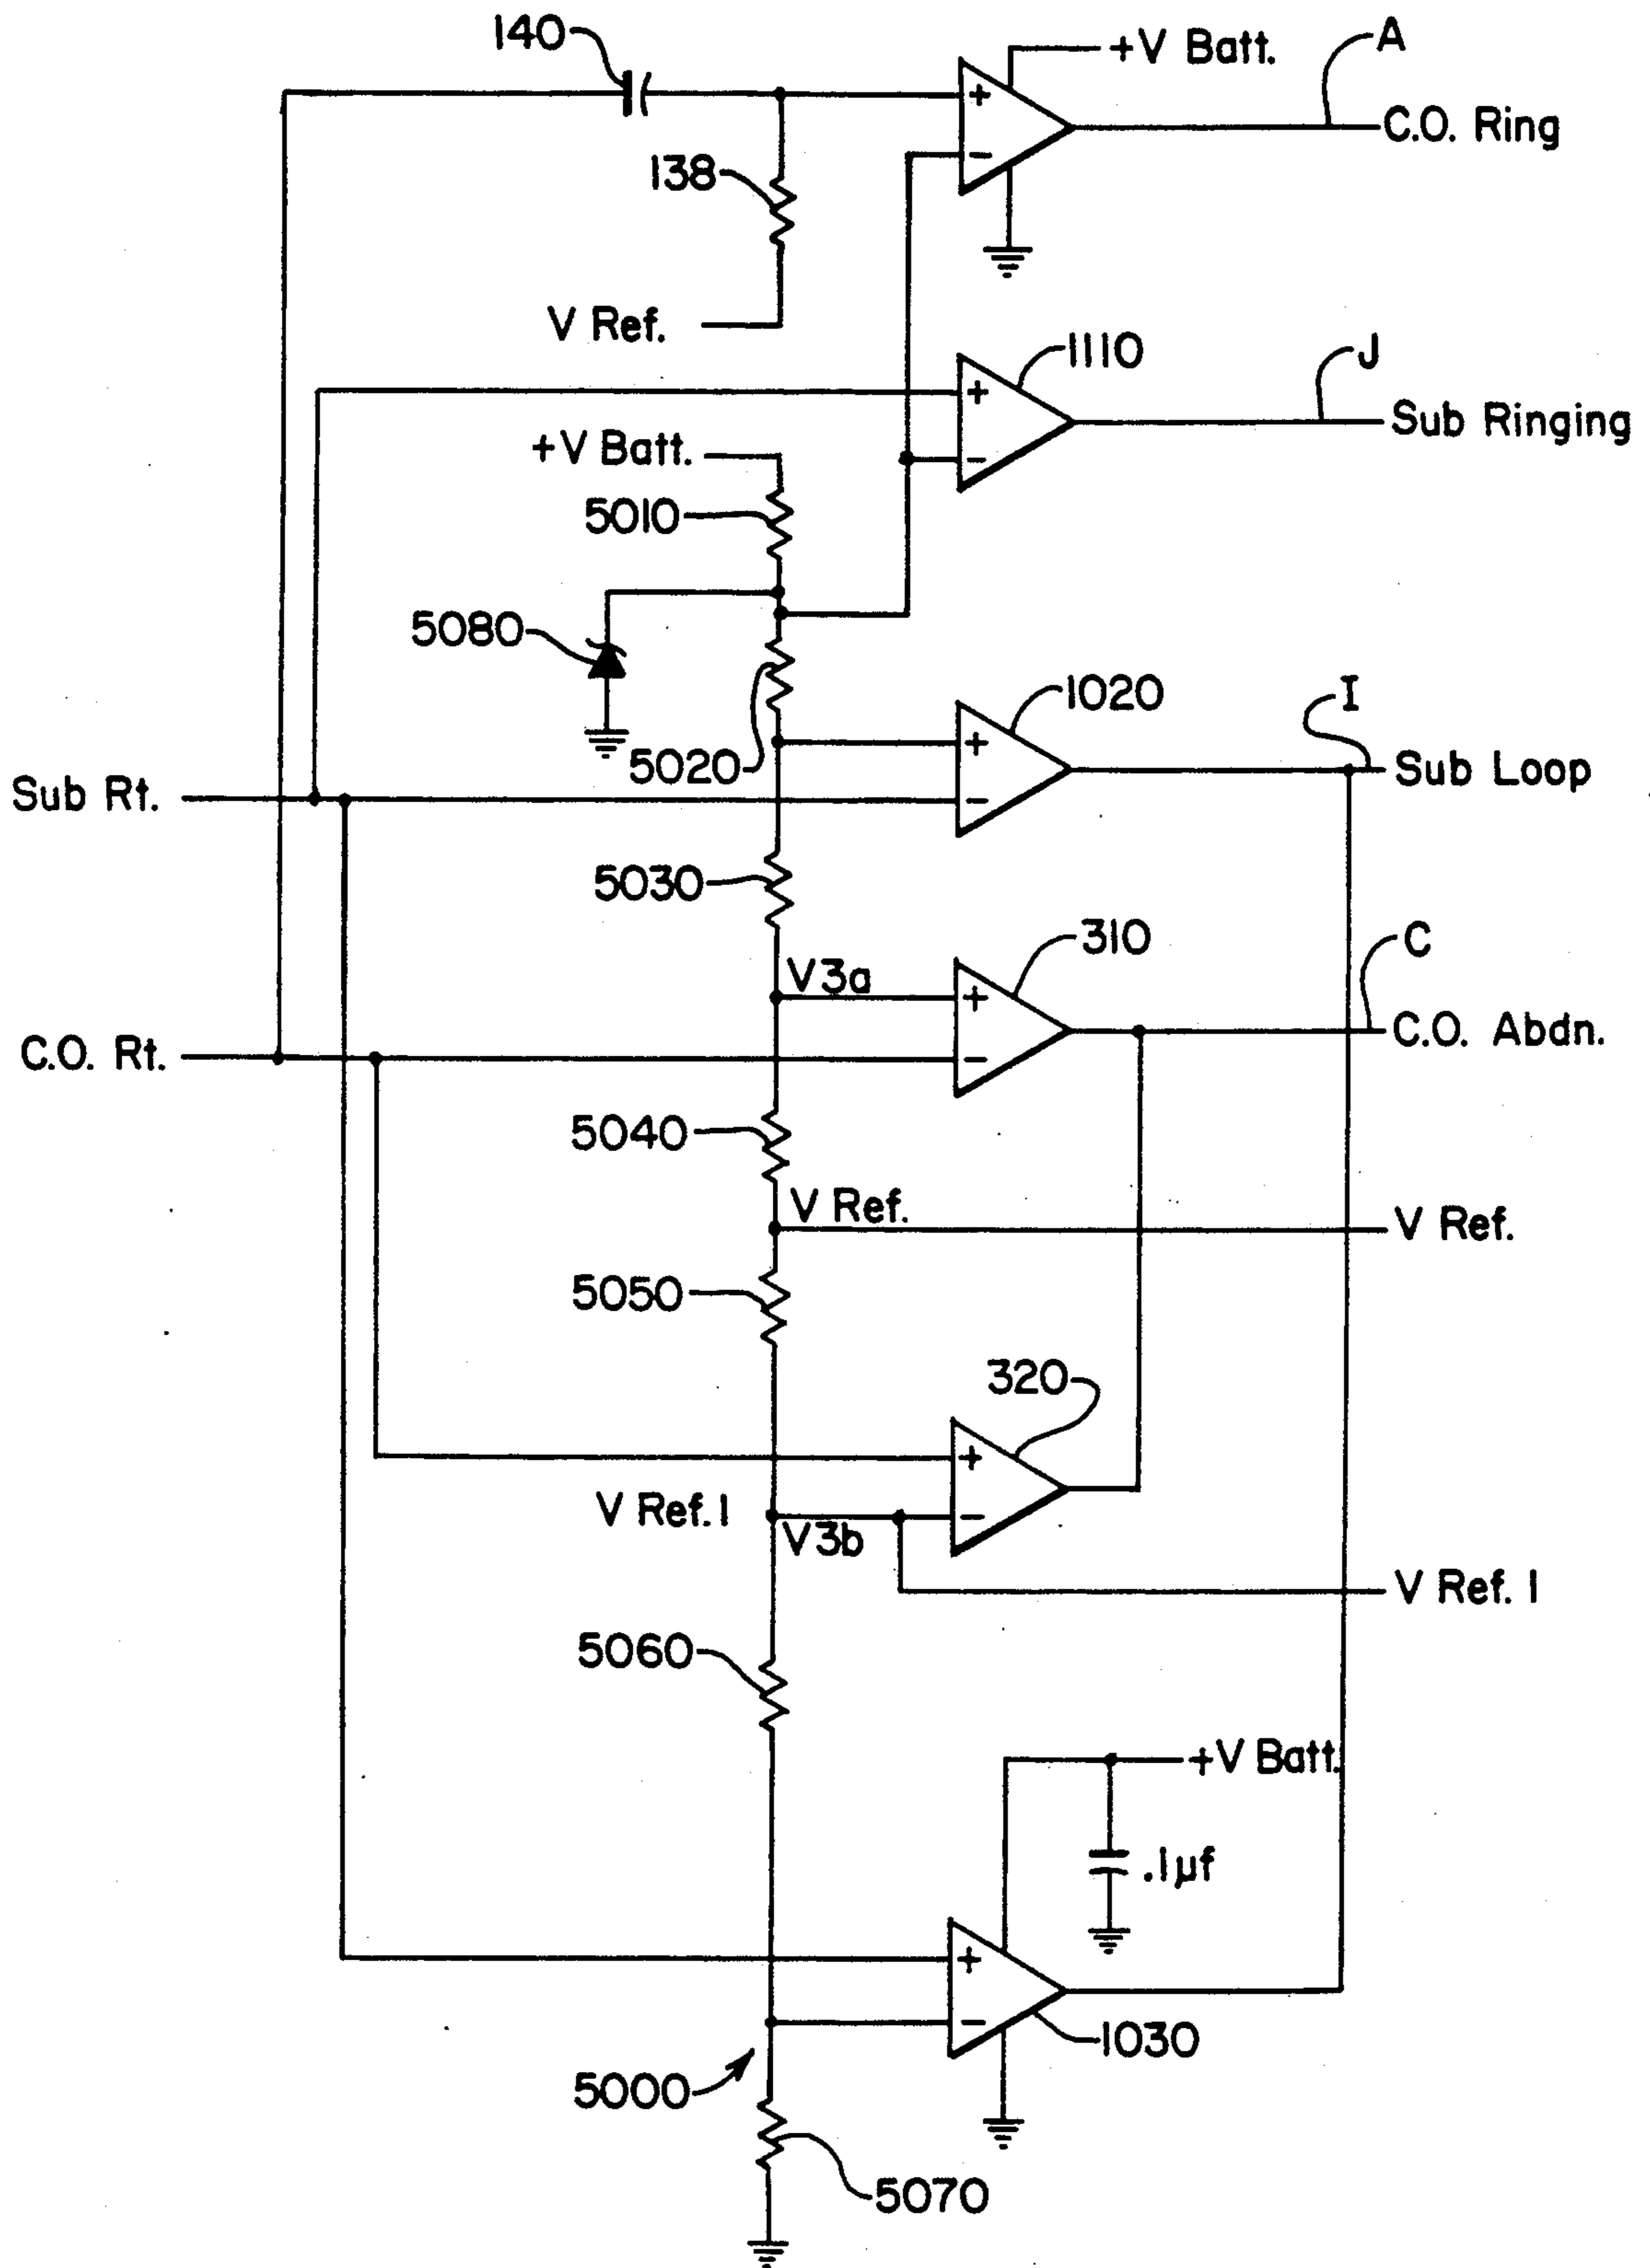 140
+V Batt.
A
+
C.O. Ring
138
−
V Ref.
1110
J
+
Sub Ringing
+V Batt.
−
5010
5080
1020
I
+
5020
Sub Loop
Sub Rt.
−
5030
310
C
V3a
+
C.O. Abdn.
C.O. Rt.
−
5040
V Ref.
V Ref.
5050
320
+
V Ref. 1
−
V3b
V Ref. 1
5060
+V Batt.
.1µf
+
−
1030
5000
5070